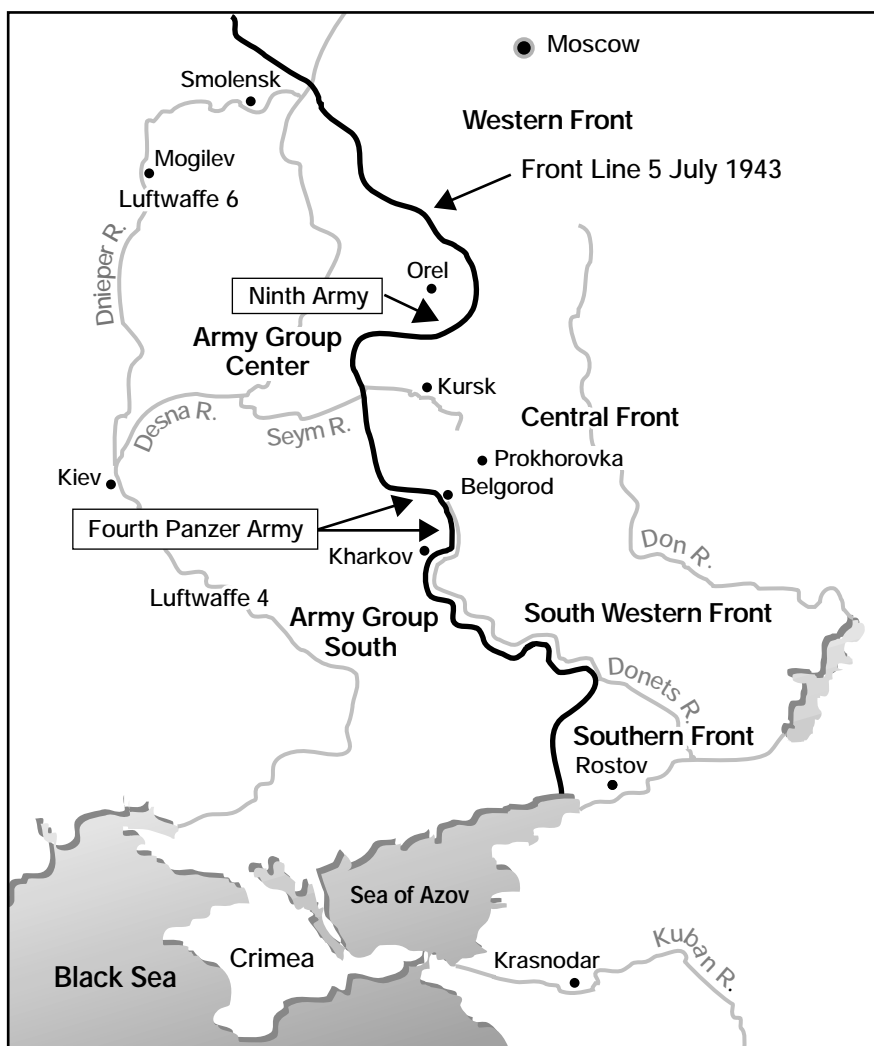 Moscow
Smolensk
Western Front
Mogilev
Front Line 5 July 1943
Luftwaffe 6
Dnieper R.
Orel
Ninth Army
Army Group
Center
Kursk
Desna R.
Seym R.
Central Front
Prokhorovka
Kiev
Belgorod
Fourth Panzer Army
Kharkov
Don R.
Luftwaffe 4
Army Group
South
South Western Front
Donets R.
Southern Front
Rostov
Sea of Azov
Crimea
Black Sea
Krasnodar
Kuban R.